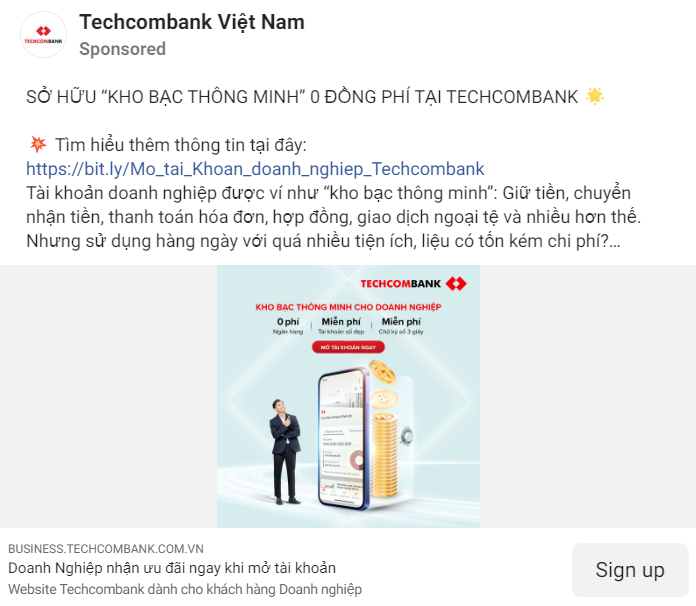 TECHCOMBANK
Techcombank Việt Nam
Sponsored
SỞ HỮU “KHO BẠC THÔNG MINH” 0 ĐỒNG PHÍ TẠI TECHCOMBANK
Tìm hiểu thêm thông tin tại đây:
https://bit.ly/Mo_tai_Khoan_doanh_nghiep_Techcombank
Tài khoản doanh nghiệp được ví như “kho bạc thông minh”: Giữ tiền, chuyển
nhận tiền, thanh toán hóa đơn, hợp đồng, giao dịch ngoại tệ và nhiều hơn thế.
Nhưng sử dụng hàng ngày với quá nhiều tiện ích, liệu có tốn kém chi phí?...
TECHCOMBANK
KHO BẠC THÔNG MINH CHO DOANH NGHIỆP
0 phí Miễn phí Miễn phí
Ngân hàng Tài khoản số đẹp Chữ ký số 3 giây
MỞ TÀI KHOẢN NGAY
BUSINESS.TECHCOMBANK.COM.VN
Doanh Nghiệp nhận ưu đãi ngay khi mở tài khoản
Website Techcombank dành cho khách hàng Doanh nghiệp
Sign up